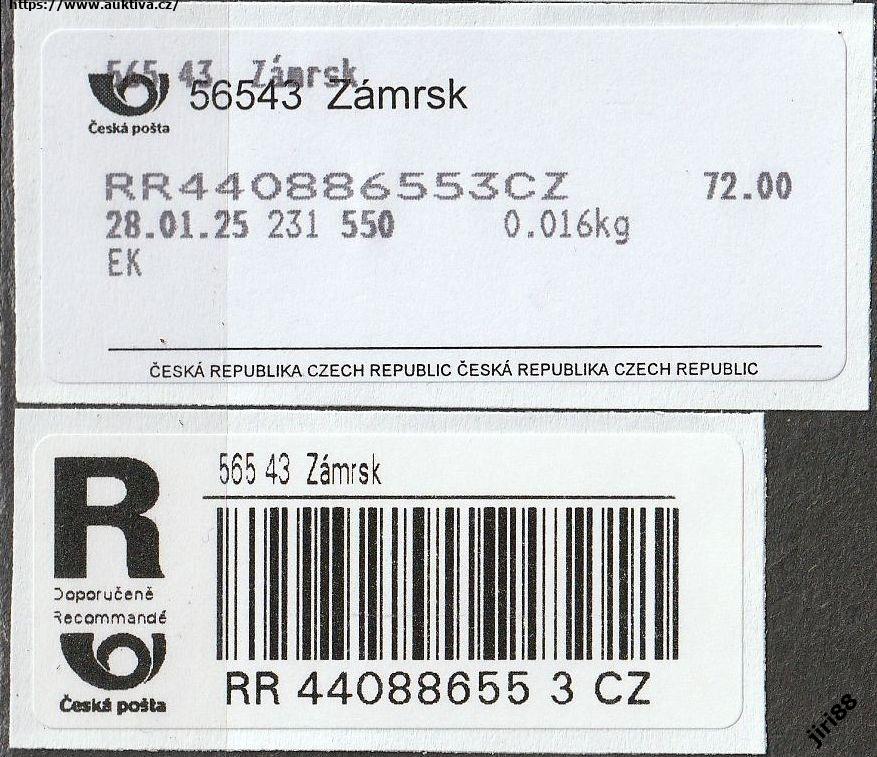 https://www.auktiva.cz/
565 43 Zámrsk
56543 Zámrsk
Česká pošta
RR440886553CZ 72.00
28.01.25 231 550 0.016kg
EK
ČESKÁ REPUBLIKA CZECH REPUBLIC ČESKÁ REPUBLIKA CZECH REPUBLIC
R
565 43 Zámrsk
Doporučeně
Recommandé
Česká pošta
RR 44088655 3 CZ
jiri88